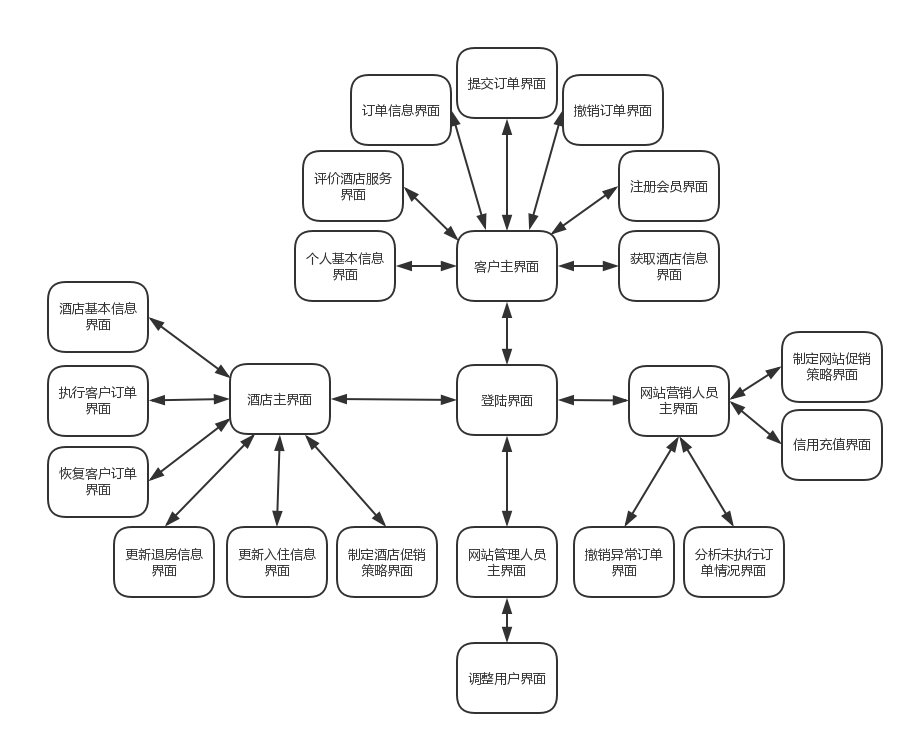 提交订单界面
订单信息界面
撤销订单界面
评价酒店服务
界面
注册会员界面
个人基本信息
界面
客户主界面
获取酒店信息
界面
酒店基本信息
界面
制定网站促销
策略界面
执行客户订单
界面
酒店主界面
登陆界面
网站营销人员
主界面
信用充值界面
恢复客户订单
界面
更新退房信息
界面
更新入住信息
界面
制定酒店促销
策略界面
网站管理人员
主界面
撤销异常订单
界面
分析未执行订
单情况界面
调整用户界面